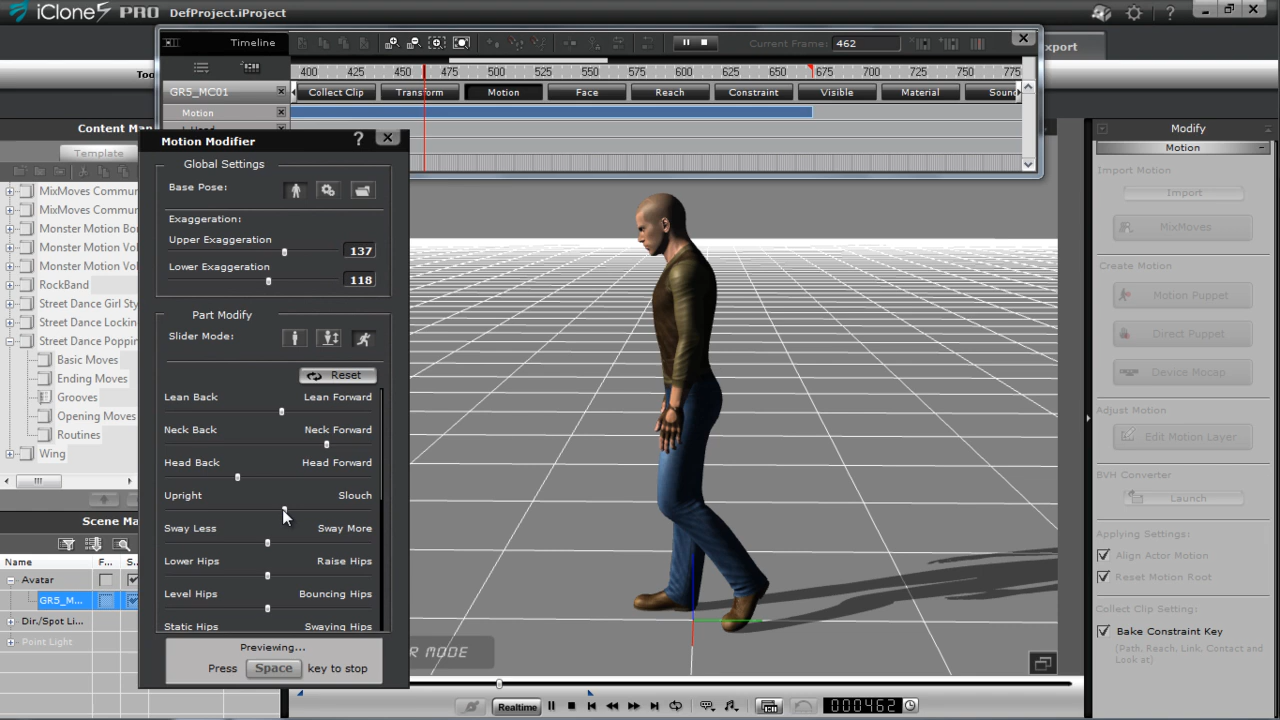 iClone5 PRO DefProject.iProject
Timeline
Current Frame: 462
400 425 450 475 500 525 550 575 600 625 650 675 700 725 750 775
GR5_MC01 Collect Clip Transform Motion Face Reach Constraint Visible Material Sound
Motion
Motion Modifier
Global Settings
Base Pose:
Exaggeration:
Upper Exaggeration
137
Lower Exaggeration
118
Part Modify
Slider Mode:
Reset
Lean Back Lean Forward
Neck Back Neck Forward
Head Back Head Forward
Upright Slouch
Sway Less Sway More
Lower Hips Raise Hips
Level Hips Bouncing Hips
Static Hips Swaying Hips
Previewing...
Press Space key to stop
Content Man
Template
MixMoves Commun
MixMoves Commun
Monster Motion Bo
Monster Motion Vol
Monster Motion Vol
RockBand
Street Dance Girl Sty
Street Dance Lockin
Street Dance Poppin
Basic Moves
Ending Moves
Grooves
Opening Moves
Routines
Wing
Scene Ma
Name F... S..
Avatar
GR5_M...
Dir./Spot Li...
Point Light
R MODE
Realtime
000462
xport
Modify
Motion
Import Motion
Import
MixMoves
Create Motion
Motion Puppet
Direct Puppet
Device Mocap
Adjust Motion
Edit Motion Layer
BVH Converter
Launch
Applying Settings:
Align Actor Motion
Reset Motion Root
Collect Clip Setting:
Bake Constraint Key
(Path, Reach, Link, Contact and
Look at)